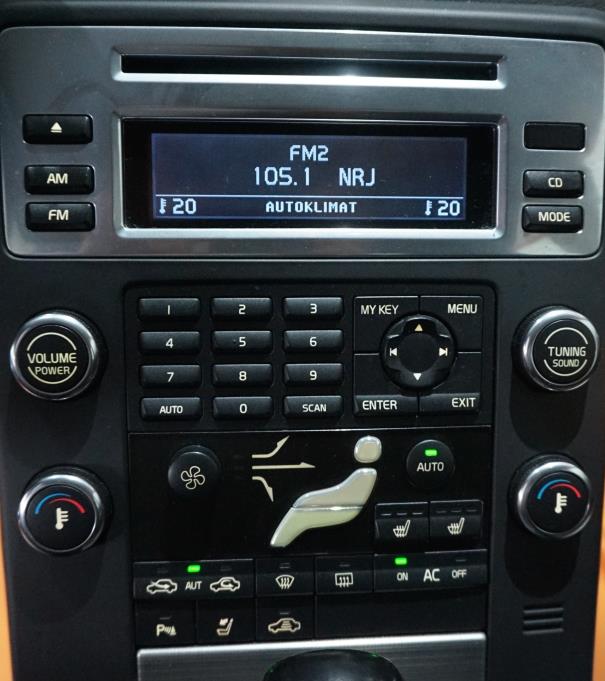 FM2
105.1 NRJ
20 AUTOKLIMAT 20
AM
FM
CD
MODE
VOLUME
POWER
1 2 3
4 5 6
7 8 9
AUTO 0 SCAN
MY KEY MENU
ENTER EXIT
TUNING
SOUND
AUTO
AUT
ON AC OFF
P